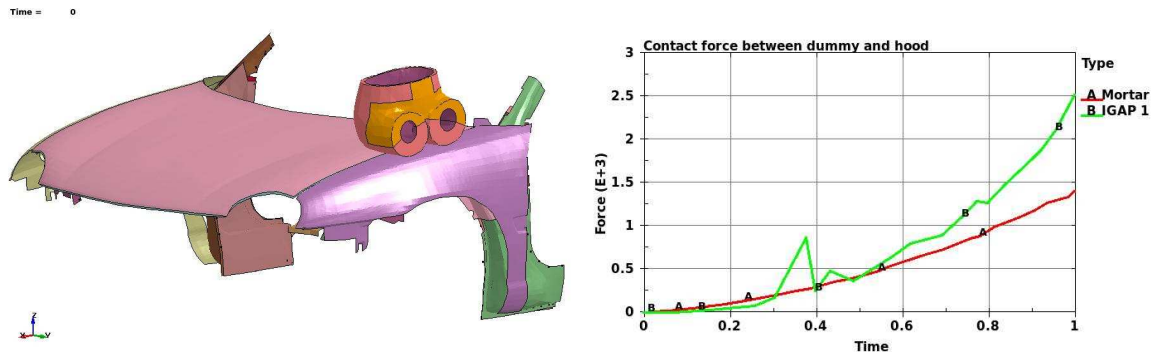 Time = 0
Z
X
Y
Contact force between dummy and hood
Type
A Mortar
B IGAP 1
Force (E+3)
3
2.5
2
1.5
1
0.5
0
B
A
B
A
B
A
B
A
B
0
0.2
0.4
0.6
0.8
1
Time